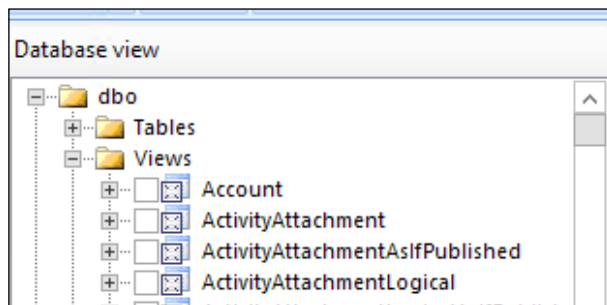 Database view
dbo
Tables
Views
Account
ActivityAttachment
ActivityAttachmentAsIfPublished
ActivityAttachmentLogical